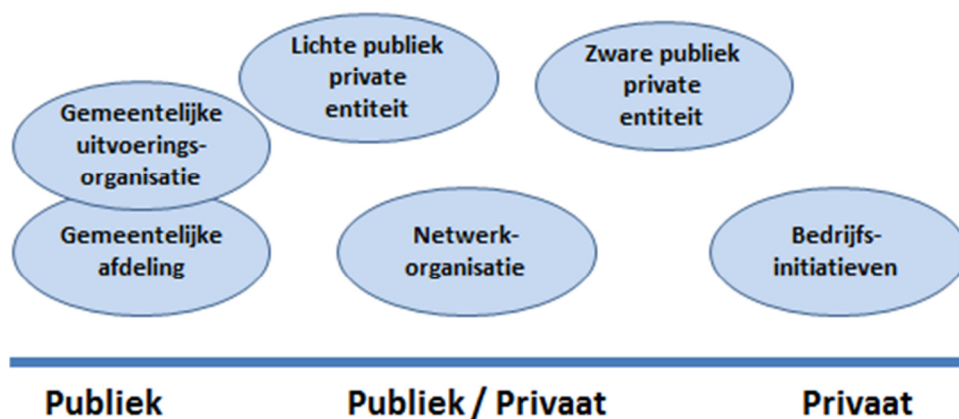 Lichte publiek
private
entiteit
Zware publiek
private
entiteit
Gemeentelijke
uitvoerings-
organisatie
Gemeentelijke
afdeling
Netwerk-
organisatie
Bedrijfs-
initiatieven
Publiek
Publiek / Privaat
Privaat